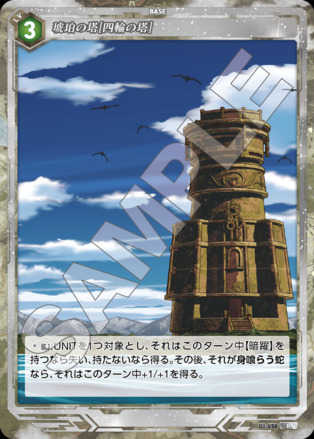 BASE
LV
3
琥珀の塔[四輪の塔]
SAMPLE
:UNITを1つ対象とし、それはこのターン中【暗躍】を
持つなら失い、持たないなら得る。その後、それが身喰らう蛇
なら、それはこのターン中+1/+1を得る。
01-058 R